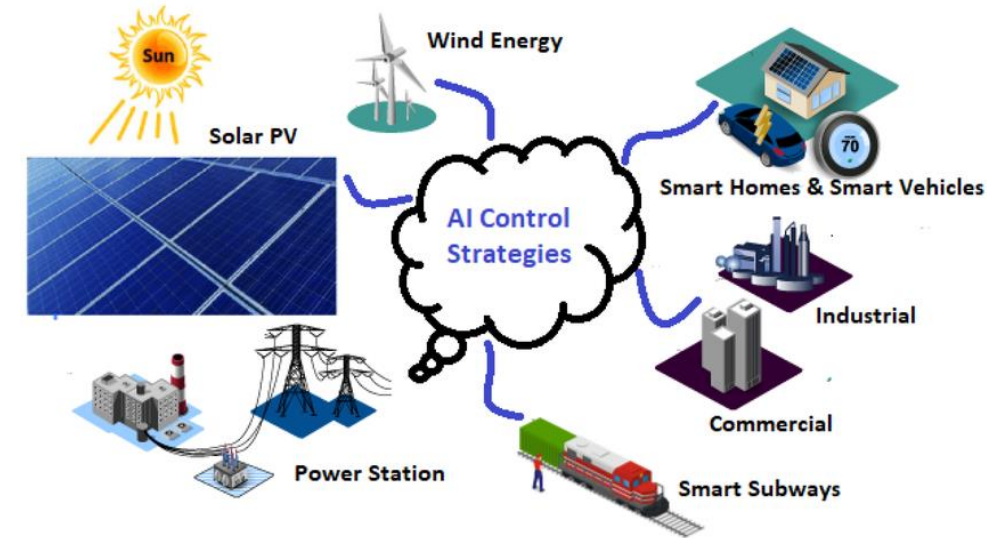 Sun
Wind Energy
Solar PV
70
Smart Homes & Smart Vehicles
AI Control
Strategies
Industrial
Commercial
Power Station
Smart Subways